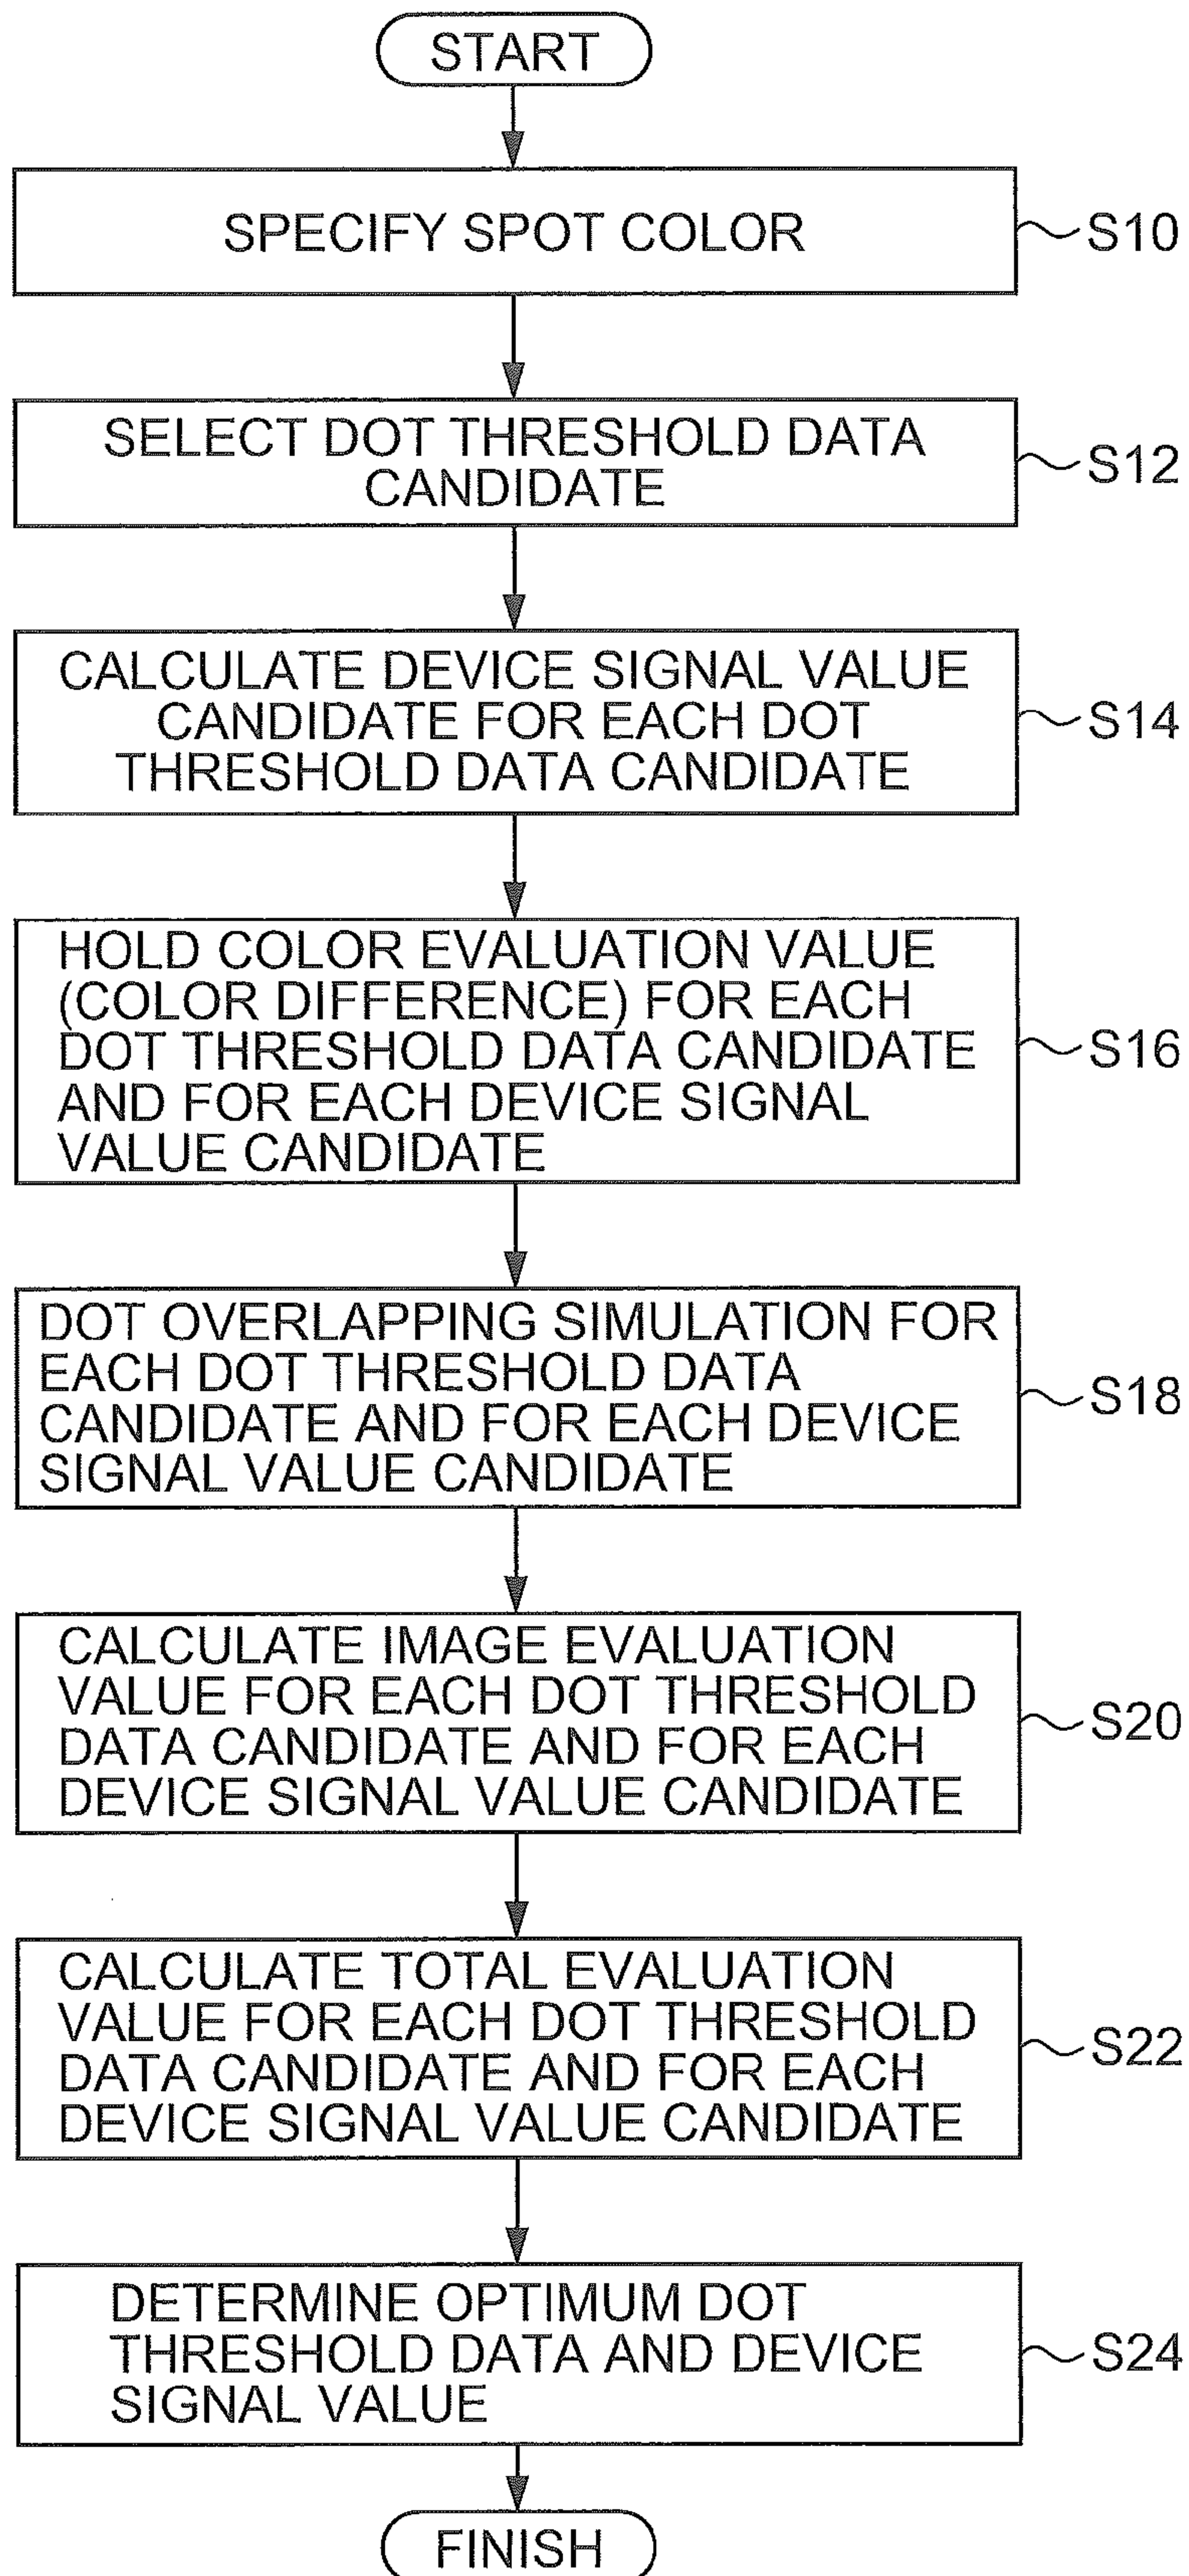 START
SPECIFY SPOT COLOR
S10
SELECT DOT THRESHOLD DATA
CANDIDATE
S12
CALCULATE DEVICE SIGNAL VALUE
CANDIDATE FOR EACH DOT
THRESHOLD DATA CANDIDATE
S14
HOLD COLOR EVALUATION VALUE
(COLOR DIFFERENCE) FOR EACH
DOT THRESHOLD DATA CANDIDATE
AND FOR EACH DEVICE SIGNAL
VALUE CANDIDATE
S16
DOT OVERLAPPING SIMULATION FOR
EACH DOT THRESHOLD DATA
CANDIDATE AND FOR EACH DEVICE
SIGNAL VALUE CANDIDATE
S18
CALCULATE IMAGE EVALUATION
VALUE FOR EACH DOT THRESHOLD
DATA CANDIDATE AND FOR EACH
DEVICE SIGNAL VALUE CANDIDATE
S20
CALCULATE TOTAL EVALUATION
VALUE FOR EACH DOT THRESHOLD
DATA CANDIDATE AND FOR EACH
DEVICE SIGNAL VALUE CANDIDATE
S22
DETERMINE OPTIMUM DOT
THRESHOLD DATA AND DEVICE
SIGNAL VALUE
S24
FINISH